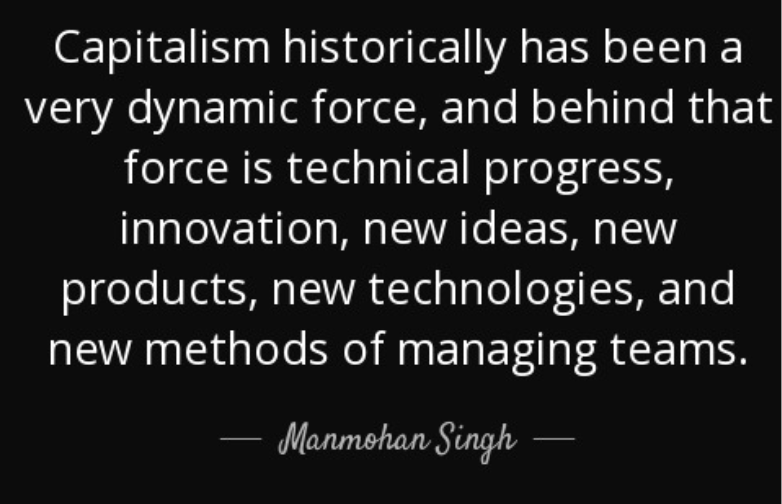 Capitalism historically has been a
very dynamic force, and behind that
force is technical progress,
innovation, new ideas, new
products, new technologies, and
new methods of managing teams.
Manmohan Singh